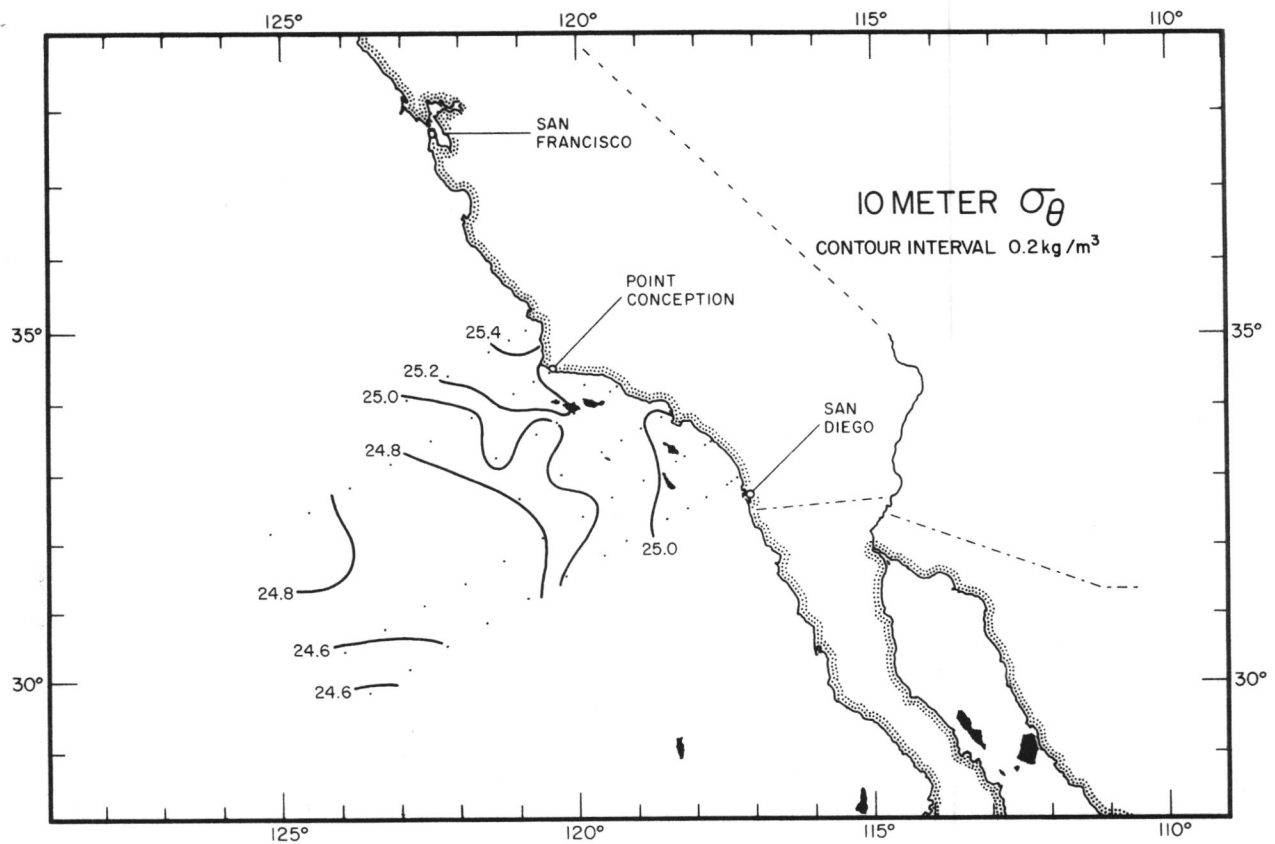 125°
120°
115°
110°
SAN
FRANCISCO
10 METER σθ
CONTOUR INTERVAL 0.2 kg/m³
POINT
CONCEPTION
35°
35°
25.4
25.2
25.0
SAN
DIEGO
24.8
25.0
24.8
24.6
30°
30°
24.6
125°
120°
115°
110°